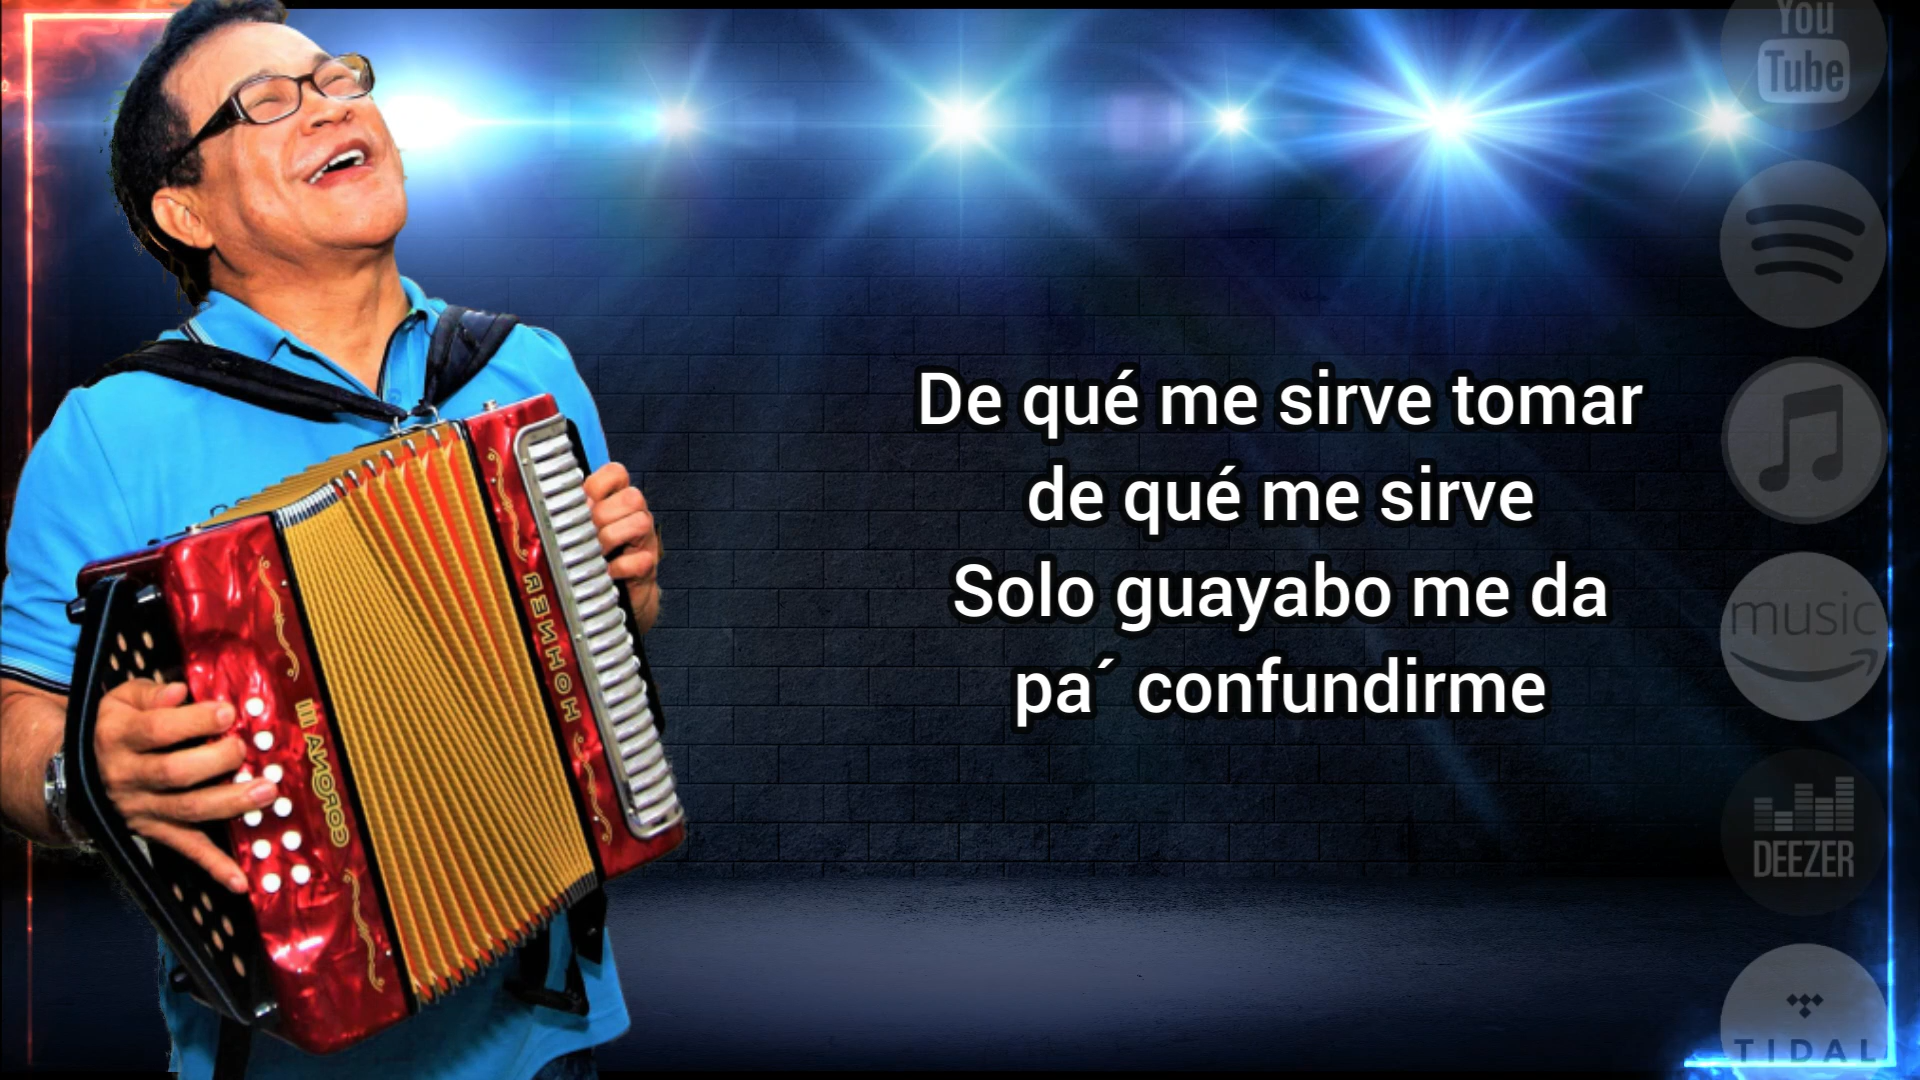 You
Tube
De qué me sirve tomar
de qué me sirve
Solo guayabo me da
pa´ confundirme
music
DEEZER
TIDAL
HOHNER
CORONA III